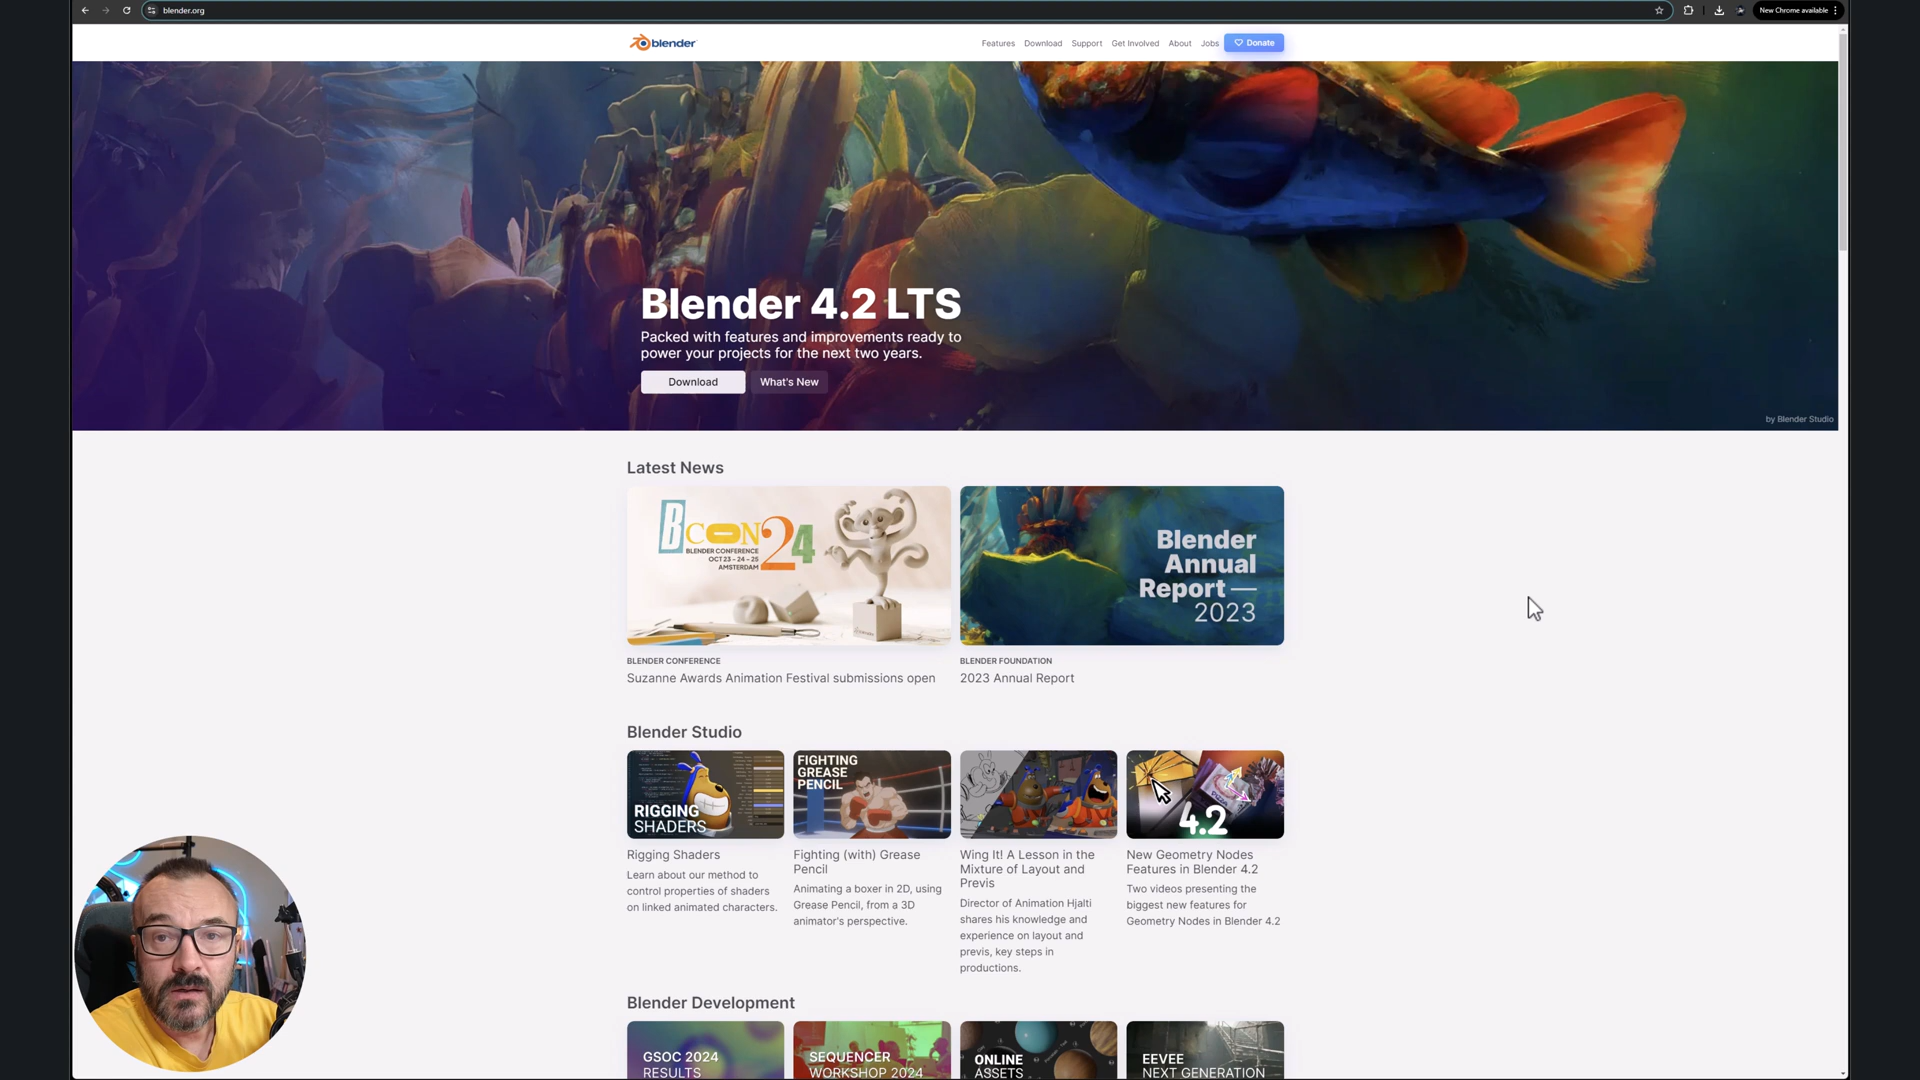 blender.org
New Chrome available
blender
Features Download Support Get Involved About Jobs Donate
Blender 4.2 LTS
Packed with features and improvements ready to
power your projects for the next two years.
Download What's New
by Blender Studio
Latest News
BCON24
BLENDER CONFERENCE
OCT 23 - 24 - 25
AMSTERDAM
Blender
Annual
Report —
2023
BLENDER CONFERENCE
Suzanne Awards Animation Festival submissions open
BLENDER FOUNDATION
2023 Annual Report
Blender Studio
RIGGING
SHADERS
FIGHTING
GREASE
PENCIL
4.2
Rigging Shaders
Learn about our method to
control properties of shaders
on linked animated characters.
Fighting (with) Grease
Pencil
Animating a boxer in 2D, using
Grease Pencil, from a 3D
animator's perspective.
Wing It! A Lesson in the
Mixture of Layout and
Previs
Director of Animation Hjalti
shares his knowledge and
experience on layout and
previs, key steps in
productions.
New Geometry Nodes
Features in Blender 4.2
Two videos presenting the
biggest new features for
Geometry Nodes in Blender 4.2
Blender Development
GSOC 2024
RESULTS
SEQUENCER
WORKSHOP 2024
ONLINE
ASSETS
EEVEE
NEXT GENERATION